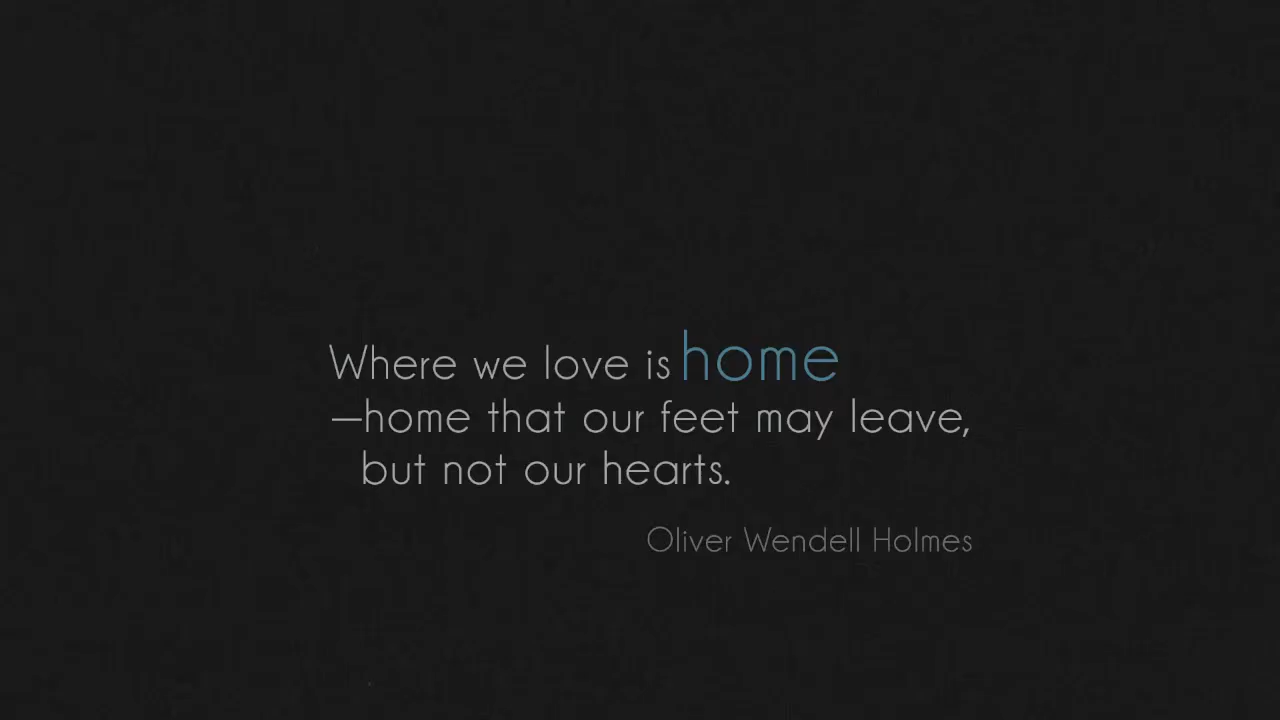 Where we love is home
—home that our feet may leave,
but not our hearts.
Oliver Wendell Holmes